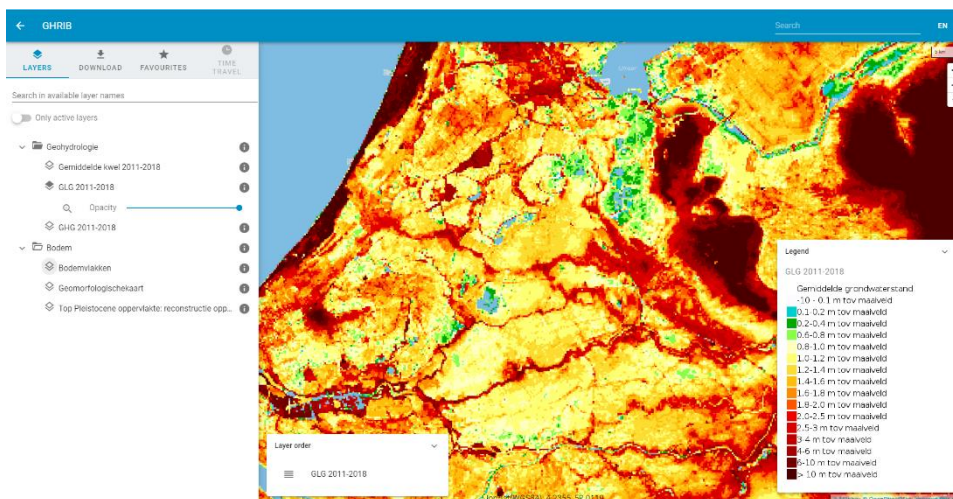 GHRIB
Search
EN
LAYERS
DOWNLOAD
FAVOURITES
TIME TRAVEL
Search in available layer names
Only active layers
Geohydrologie
Gemiddelde kwel 2011-2018
GLG 2011-2018
Opacity
GHG 2011-2018
Bodem
Bodemvlakken
Geomorfologischekaart
Top Pleistocene oppervlakte: reconstructie opp...
Layer order
GLG 2011-2018
Legend
GLG 2011-2018
Gemiddelde grondwaterstand
-10 - 0.1 m tov maaiveld
0.1-0.2 m tov maaiveld
0.2-0.4 m tov maaiveld
0.6-0.8 m tov maaiveld
0.8-1.0 m tov maaiveld
1.0-1.2 m tov maaiveld
1.2-1.4 m tov maaiveld
1.4-1.6 m tov maaiveld
1.6-1.8 m tov maaiveld
1.8-2.0 m tov maaiveld
2.0-2.5 m tov maaiveld
2.5-3 m tov maaiveld
3-4 m tov maaiveld
4-6 m tov maaiveld
6-10 m tov maaiveld
> 10 m tov maaiveld